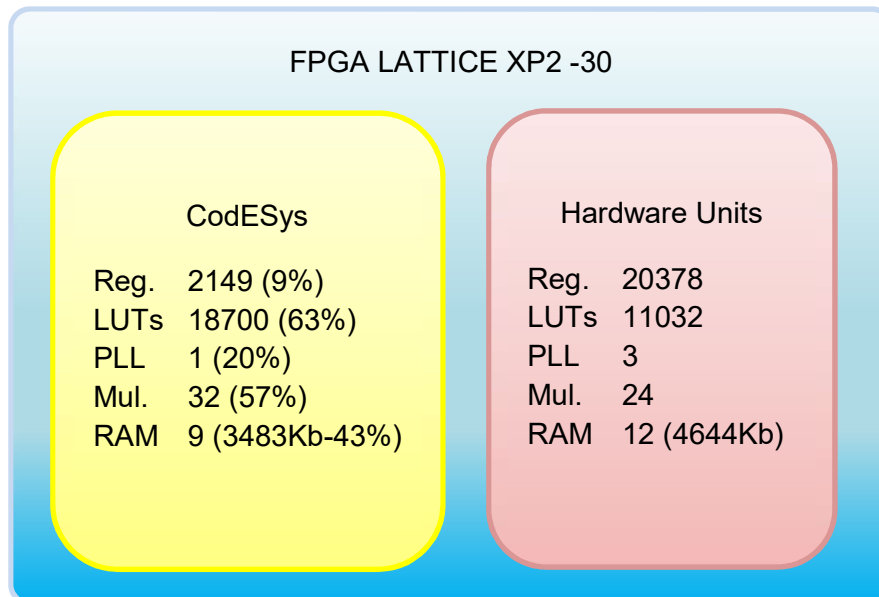 FPGA LATTICE XP2 -30
CodESys
Reg. 2149 (9%)
LUTs 18700 (63%)
PLL 1 (20%)
Mul. 32 (57%)
RAM 9 (3483Kb-43%)
Hardware Units
Reg. 20378
LUTs 11032
PLL 3
Mul. 24
RAM 12 (4644Kb)